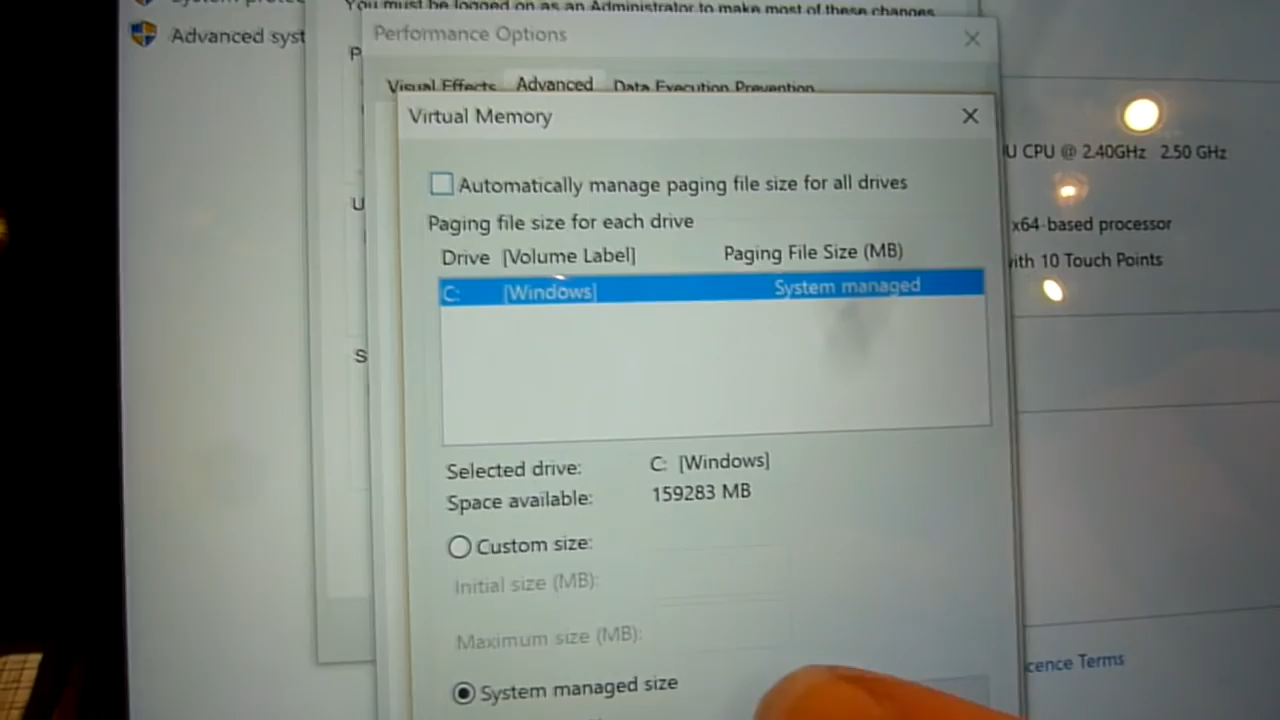 You must be logged on as an Administrator to make most of these changes.
Advanced syst
Performance Options
P
Visual Effects Advanced Data Execution Prevention
Virtual Memory
U CPU @ 2.40GHz 2.50 GHz
Automatically manage paging file size for all drives
U
Paging file size for each drive
x64-based processor
Drive [Volume Label] Paging File Size (MB)
with 10 Touch Points
C: [Windows] System managed
S
Selected drive: C: [Windows]
Space available: 159283 MB
Custom size:
Initial size (MB):
Maximum size (MB):
cence Terms
System managed size